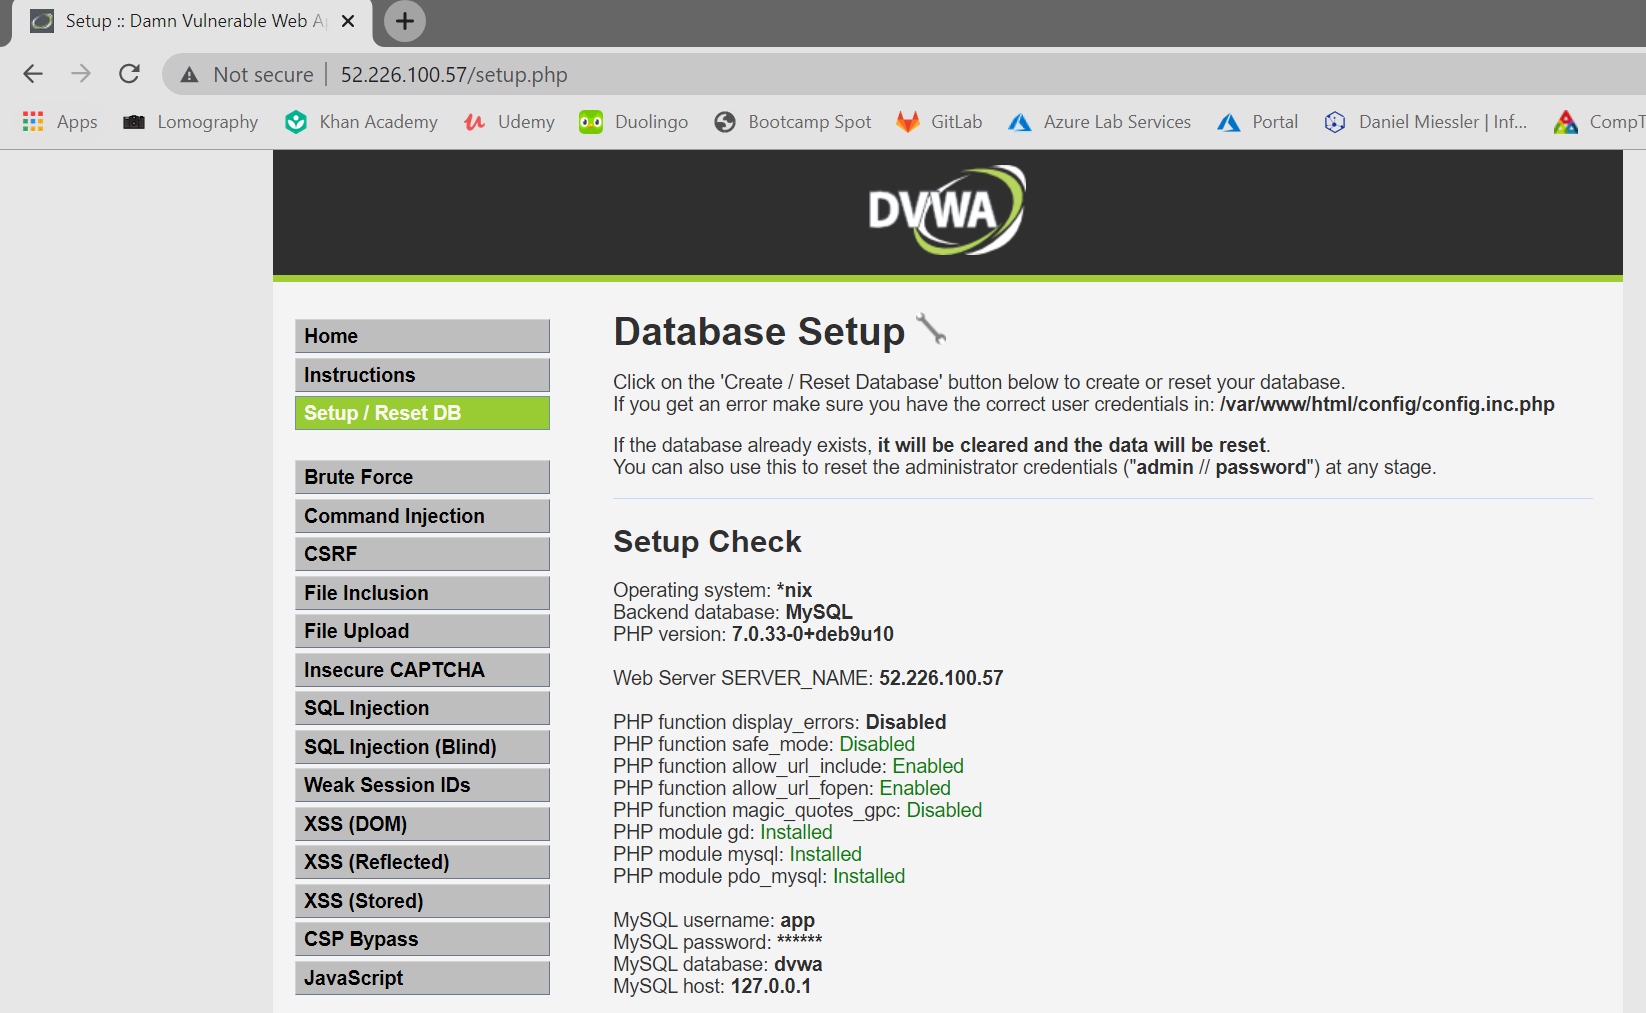 Setup :: Damn Vulnerable Web Ap
Not secure | 52.226.100.57/setup.php
Apps Lomography Khan Academy Udemy Duolingo Bootcamp Spot GitLab Azure Lab Services Portal Daniel Miessler | Inf... CompT
DVWA
Home
Instructions
Setup / Reset DB
Brute Force
Command Injection
CSRF
File Inclusion
File Upload
Insecure CAPTCHA
SQL Injection
SQL Injection (Blind)
Weak Session IDs
XSS (DOM)
XSS (Reflected)
XSS (Stored)
CSP Bypass
JavaScript
Database Setup
Click on the 'Create / Reset Database' button below to create or reset your database.
If you get an error make sure you have the correct user credentials in: /var/www/html/config/config.inc.php
If the database already exists, it will be cleared and the data will be reset.
You can also use this to reset the administrator credentials ("admin // password") at any stage.
Setup Check
Operating system: *nix
Backend database: MySQL
PHP version: 7.0.33-0+deb9u10
Web Server SERVER_NAME: 52.226.100.57
PHP function display_errors: Disabled
PHP function safe_mode: Disabled
PHP function allow_url_include: Enabled
PHP function allow_url_fopen: Enabled
PHP function magic_quotes_gpc: Disabled
PHP module gd: Installed
PHP module mysql: Installed
PHP module pdo_mysql: Installed
MySQL username: app
MySQL password: ******
MySQL database: dvwa
MySQL host: 127.0.0.1